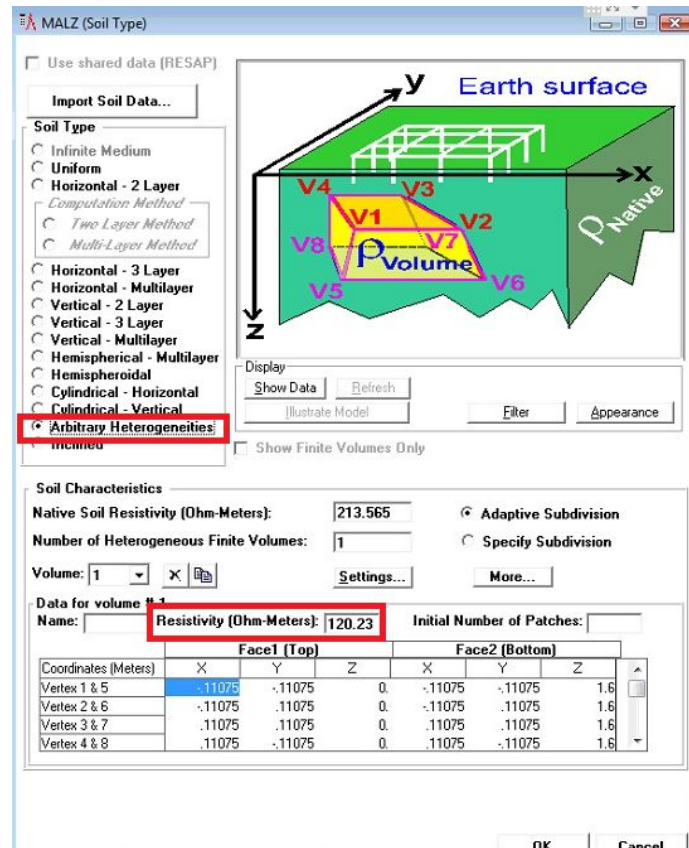 MALZ (Soil Type)
Use shared data (RESAP)
Import Soil Data...
Soil Type
Infinite Medium
Uniform
Horizontal - 2 Layer
Computation Method
Two Layer Method
Multi-Layer Method
Horizontal - 3 Layer
Horizontal - Multilayer
Vertical - 2 Layer
Vertical - 3 Layer
Vertical - Multilayer
Hemispherical - Multilayer
Hemispheroidal
Cylindrical - Horizontal
Cylindrical - Vertical
Arbitrary Heterogeneities
Inclined
y Earth surface
x
V4 V3
V1 V2
V8 V7
ρVolume
V5 V6
ρNative
z
Display
Show Data Refresh
Illustrate Model Filter Appearance
Show Finite Volumes Only
Soil Characteristics
Native Soil Resistivity (Ohm-Meters): 213.565 Adaptive Subdivision
Number of Heterogeneous Finite Volumes: 1 Specify Subdivision
Volume: 1 Settings... More...
Data for volume # 1
Name: Resistivity (Ohm-Meters): 120.23 Initial Number of Patches:
Face1 (Top) Face2 (Bottom)
Coordinates (Meters) X Y Z X Y Z
Vertex 1 & 5 -.11075 -.11075 0. -.11075 -.11075 1.6
Vertex 2 & 6 -.11075 .11075 0. -.11075 .11075 1.6
Vertex 3 & 7 .11075 .11075 0. .11075 .11075 1.6
Vertex 4 & 8 .11075 -.11075 0. .11075 -.11075 1.6
OK Cancel